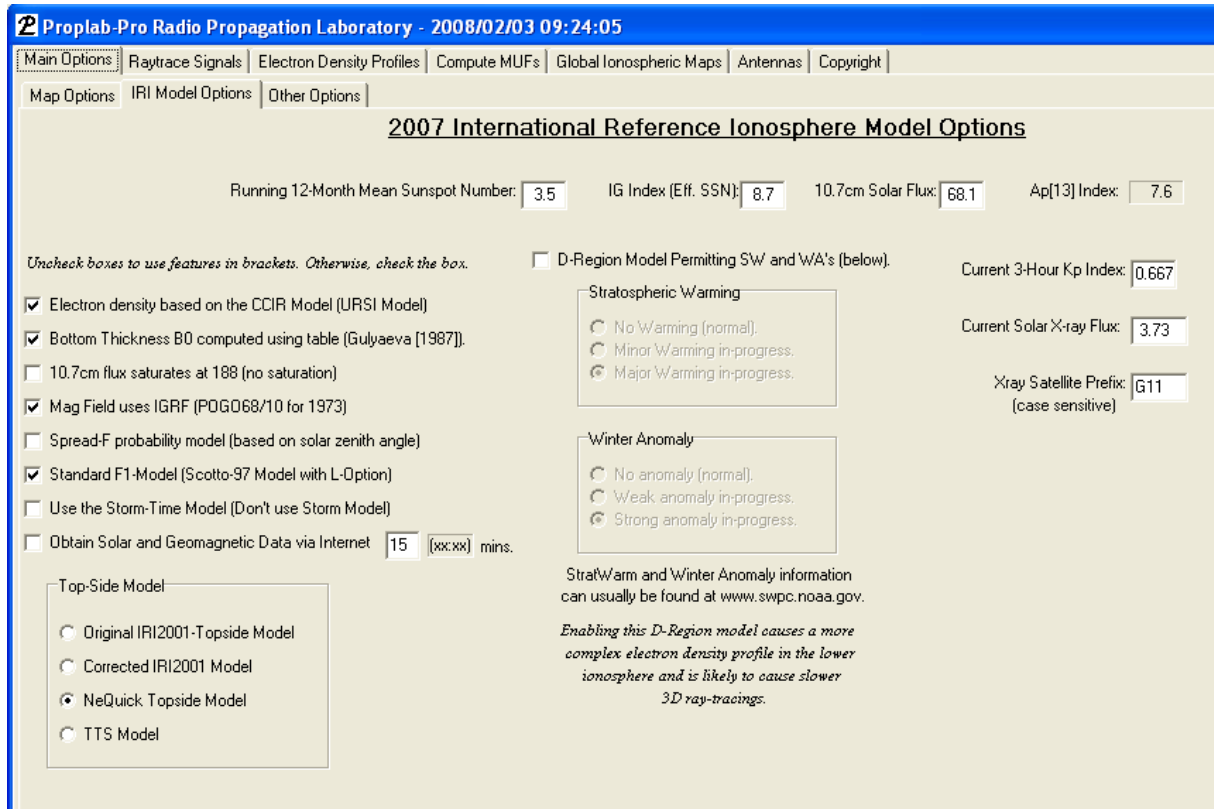 Proplab-Pro Radio Propagation Laboratory - 2008/02/03 09:24:05
Main Options Raytrace Signals Electron Density Profiles Compute MUFs Global Ionospheric Maps Antennas Copyright
Map Options IRI Model Options Other Options
2007 International Reference Ionosphere Model Options
Running 12-Month Mean Sunspot Number: 3.5 IG Index (Eff. SSN): 8.7 10.7cm Solar Flux: 68.1 Ap[13] Index: 7.6
Uncheck boxes to use features in brackets. Otherwise, check the box.
Electron density based on the CCIR Model (URSI Model)
Bottom Thickness B0 computed using table (Gulyaeva [1987]).
10.7cm flux saturates at 188 (no saturation)
Mag Field uses IGRF (POGO68/10 for 1973)
Spread-F probability model (based on solar zenith angle)
Standard F1-Model (Scotto-97 Model with L-Option)
Use the Storm-Time Model (Don't use Storm Model)
Obtain Solar and Geomagnetic Data via Internet 15 (xx:xx) mins.
Top-Side Model
Original IRI2001-Topside Model
Corrected IRI2001 Model
NeQuick Topside Model
TTS Model
D-Region Model Permitting SW and WA's (below).
Stratospheric Warming
No Warming (normal).
Minor Warming in-progress.
Major Warming in-progress.
Winter Anomaly
No anomaly (normal).
Weak anomaly in-progress.
Strong anomaly in-progress.
StratWarm and Winter Anomaly information
can usually be found at www.swpc.noaa.gov.
Enabling this D-Region model causes a more
complex electron density profile in the lower
ionosphere and is likely to cause slower
3D ray-tracings.
Current 3-Hour Kp Index: 0.667
Current Solar X-ray Flux: 3.73
Xray Satellite Prefix: G11
(case sensitive)